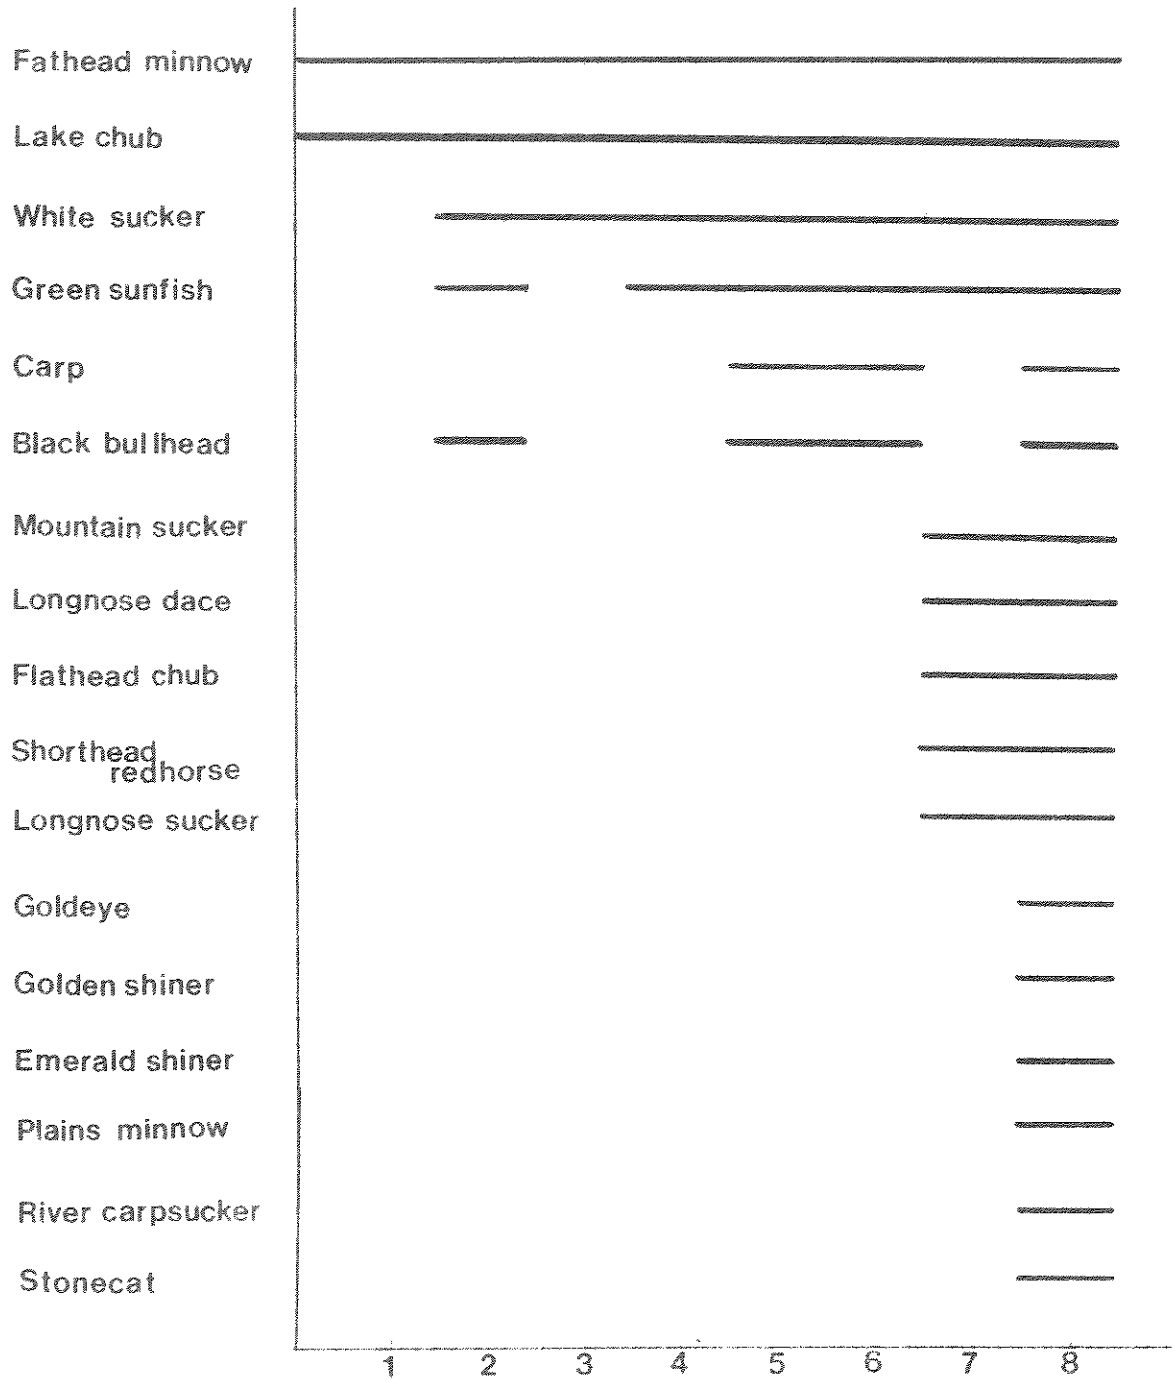 Fathead minnow
Lake chub
White sucker
Green sunfish
Carp
Black bullhead
Mountain sucker
Longnose dace
Flathead chub
Shorthead
redhorse
Longnose sucker
Goldeye
Golden shiner
Emerald shiner
Plains minnow
River carpsucker
Stonecat
1 2 3 4 5 6 7 8